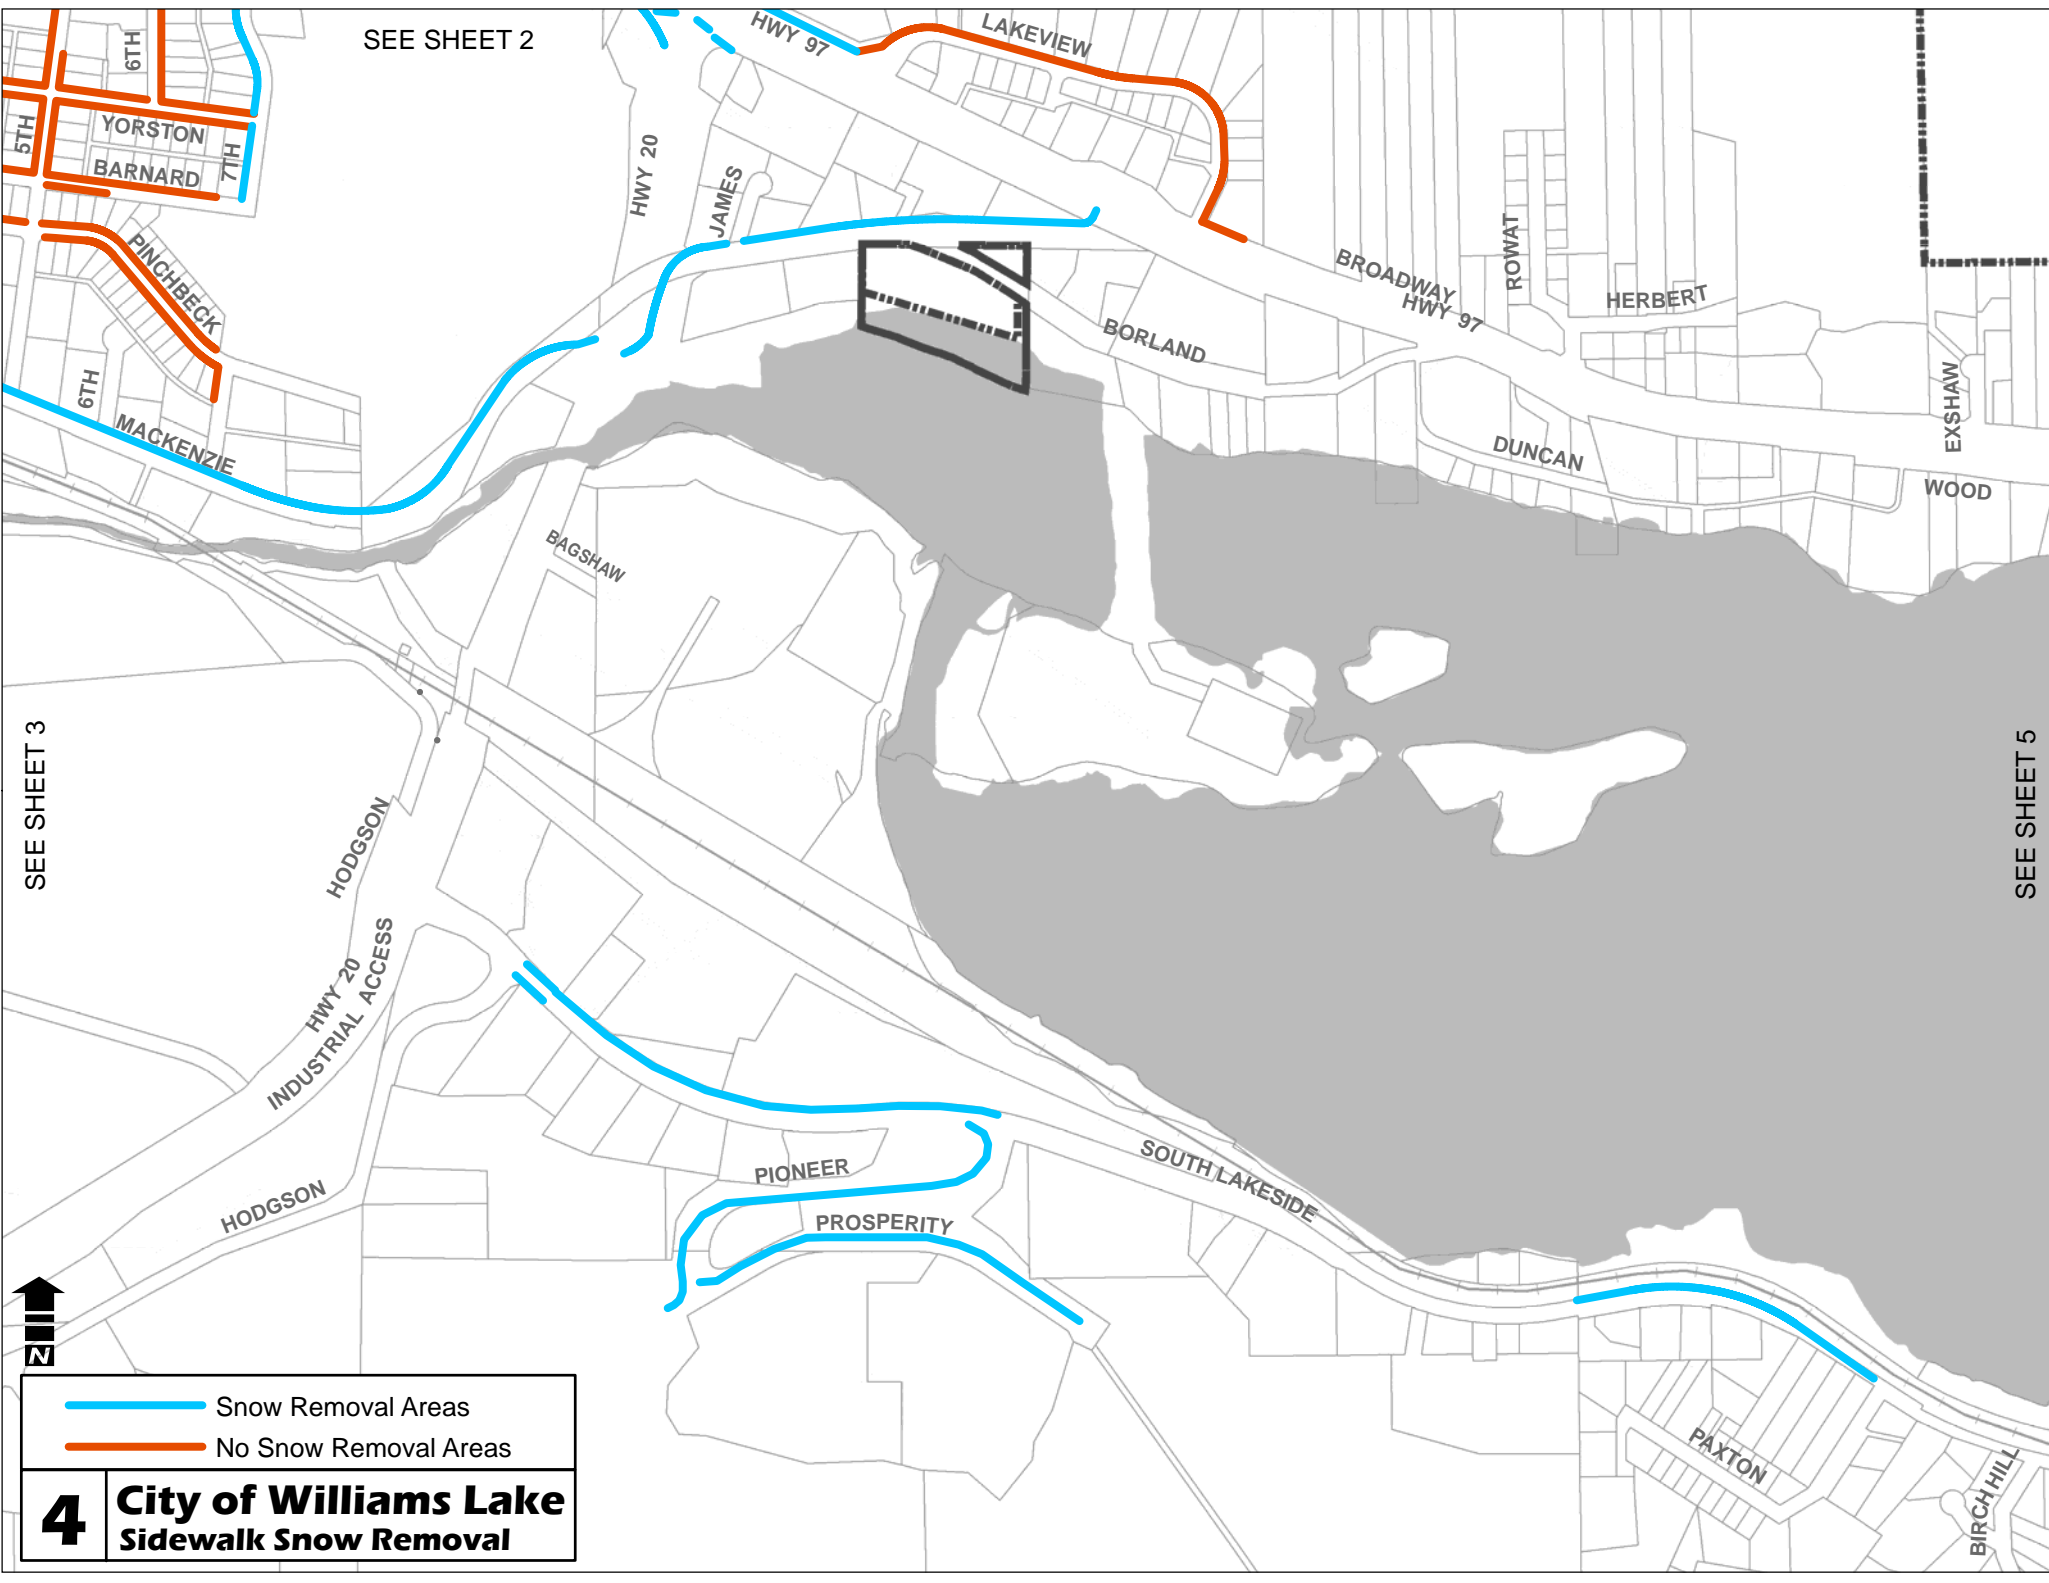 SEE SHEET 2
HWY 97
LAKEVIEW
6TH
5TH
YORSTON
7TH
BARNARD
HWY 20
JAMES
PINCHBECK
ROWAT
BROADWAY
HWY 97
HERBERT
BORLAND
6TH
MACKENZIE
EXSHAW
DUNCAN
WOOD
BAGSHAW
SEE SHEET 3
SEE SHEET 5
HODGSON
HWY 20
INDUSTRIAL ACCESS
HODGSON
PIONEER
PROSPERITY
SOUTH LAKESIDE
PAXTON
BIRCH HILL
N
Snow Removal Areas
No Snow Removal Areas
4
City of Williams Lake
Sidewalk Snow Removal